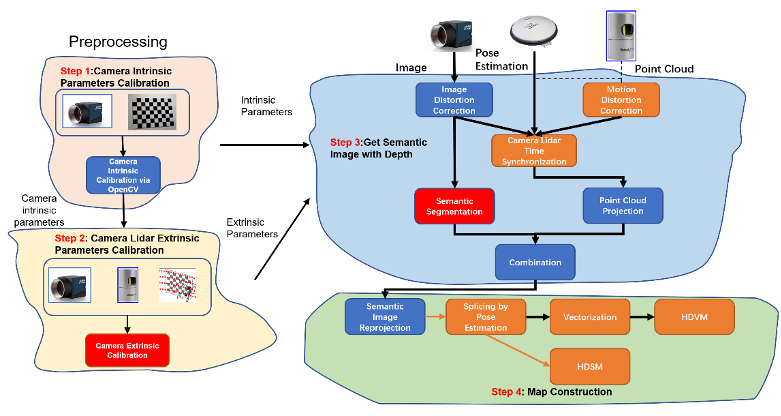 Preprocessing
Step 1:Camera Intrinsic
Parameters Calibration
Camera
Intrinsic
Calibration via
OpenCV
Camera
intrinsic
parameters
Step 2: Camera Lidar Extrinsic
Parameters Calibration
Camera Extrinsic
Calibration
Intrinsic
Parameters
Extrinsic
Parameters
Image
Pose
Estimation
Point Cloud
Image
Distortion
Correction
Motion
Distortion
Correction
Step 3:Get Semantic
Image with Depth
Camera Lidar
Time
Synchronization
Semantic
Segmentation
Point Cloud
Projection
Combination
Semantic
Image
Reprojection
Splicing by
Pose
Estimation
Vectorization
HDVM
HDSM
Step 4: Map Construction